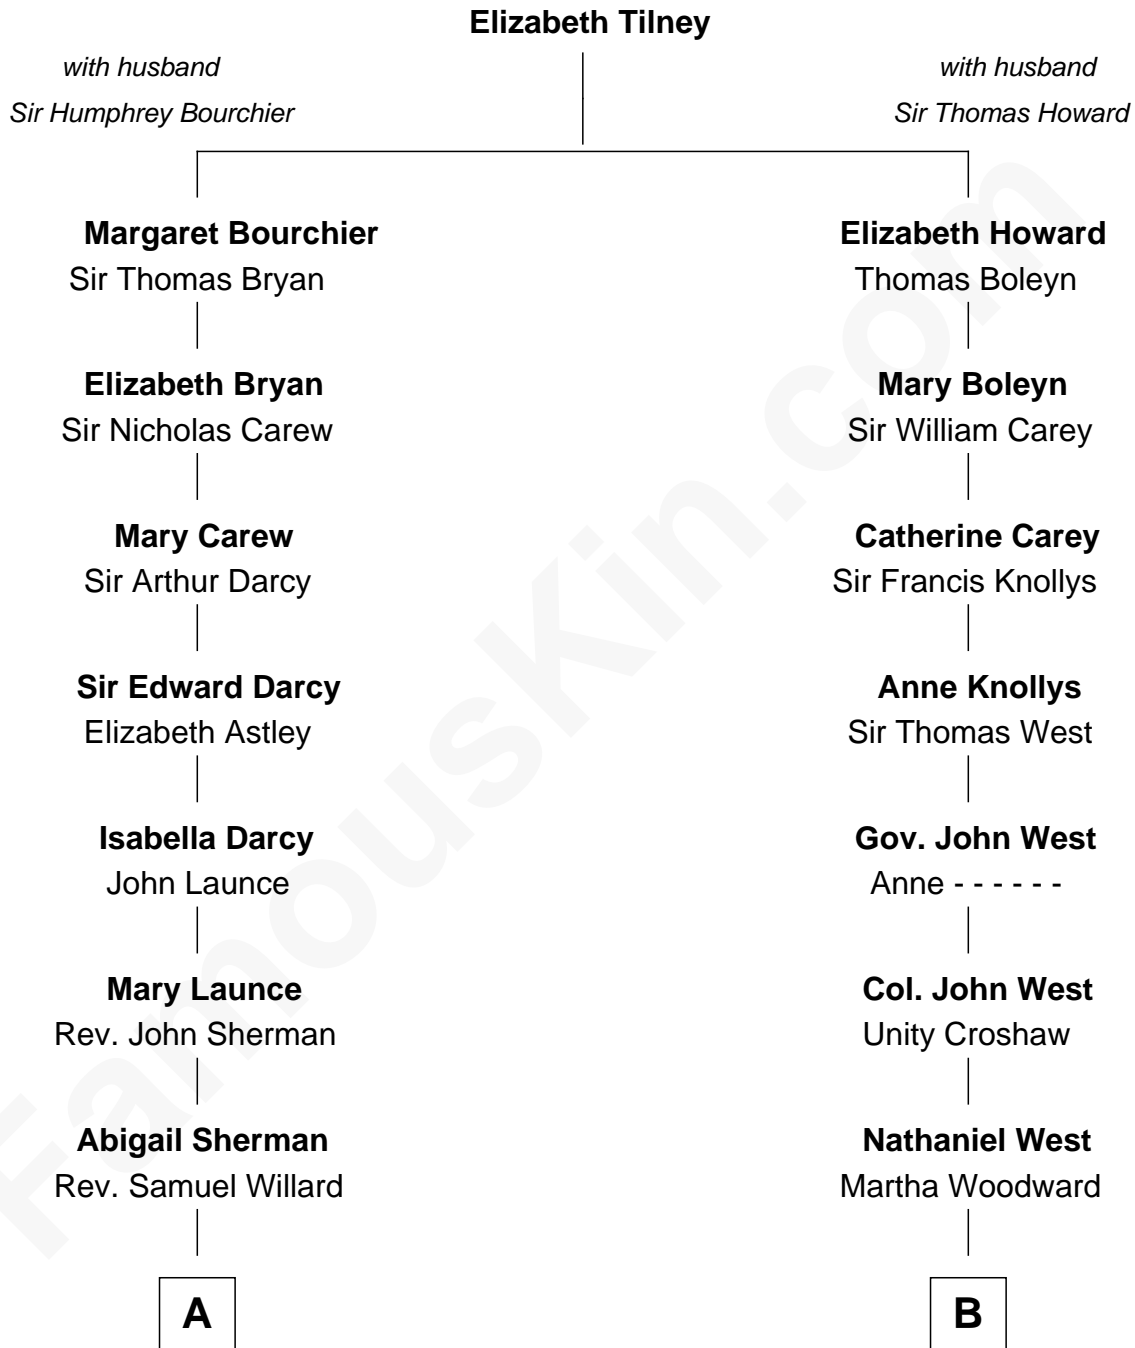 Elizabeth Tilney
with husband
Sir Humphrey Bourchier
with husband
Sir Thomas Howard
Margaret Bourchier
Sir Thomas Bryan
Elizabeth Howard
Thomas Boleyn
Elizabeth Bryan
Sir Nicholas Carew
Mary Boleyn
Sir William Carey
Mary Carew
Sir Arthur Darcy
Catherine Carey
Sir Francis Knollys
Sir Edward Darcy
Elizabeth Astley
Anne Knollys
Sir Thomas West
Isabella Darcy
John Launce
Gov. John West
Anne - - - - - -
Mary Launce
Rev. John Sherman
Col. John West
Unity Croshaw
Abigail Sherman
Rev. Samuel Willard
Nathaniel West
Martha Woodward
A
B
FamousKin.com